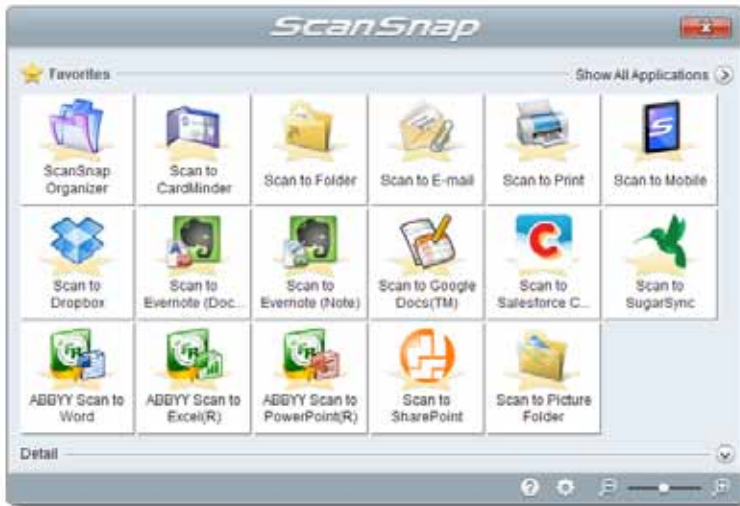 ScanSnap
Favorites
Show All Applications
ScanSnap
Organizer
Scan to
CardMinder
Scan to Folder
Scan to E-mail
Scan to Print
Scan to Mobile
Scan to
Dropbox
Scan to
Evernote (Doc...
Scan to
Evernote (Note)
Scan to Google
Docs(TM)
Scan to
Salesforce C...
Scan to
SugarSync
ABBYY Scan to
Word
ABBYY Scan to
Excel(R)
ABBYY Scan to
PowerPoint(R)
Scan to
SharePoint
Scan to Picture
Folder
Detail